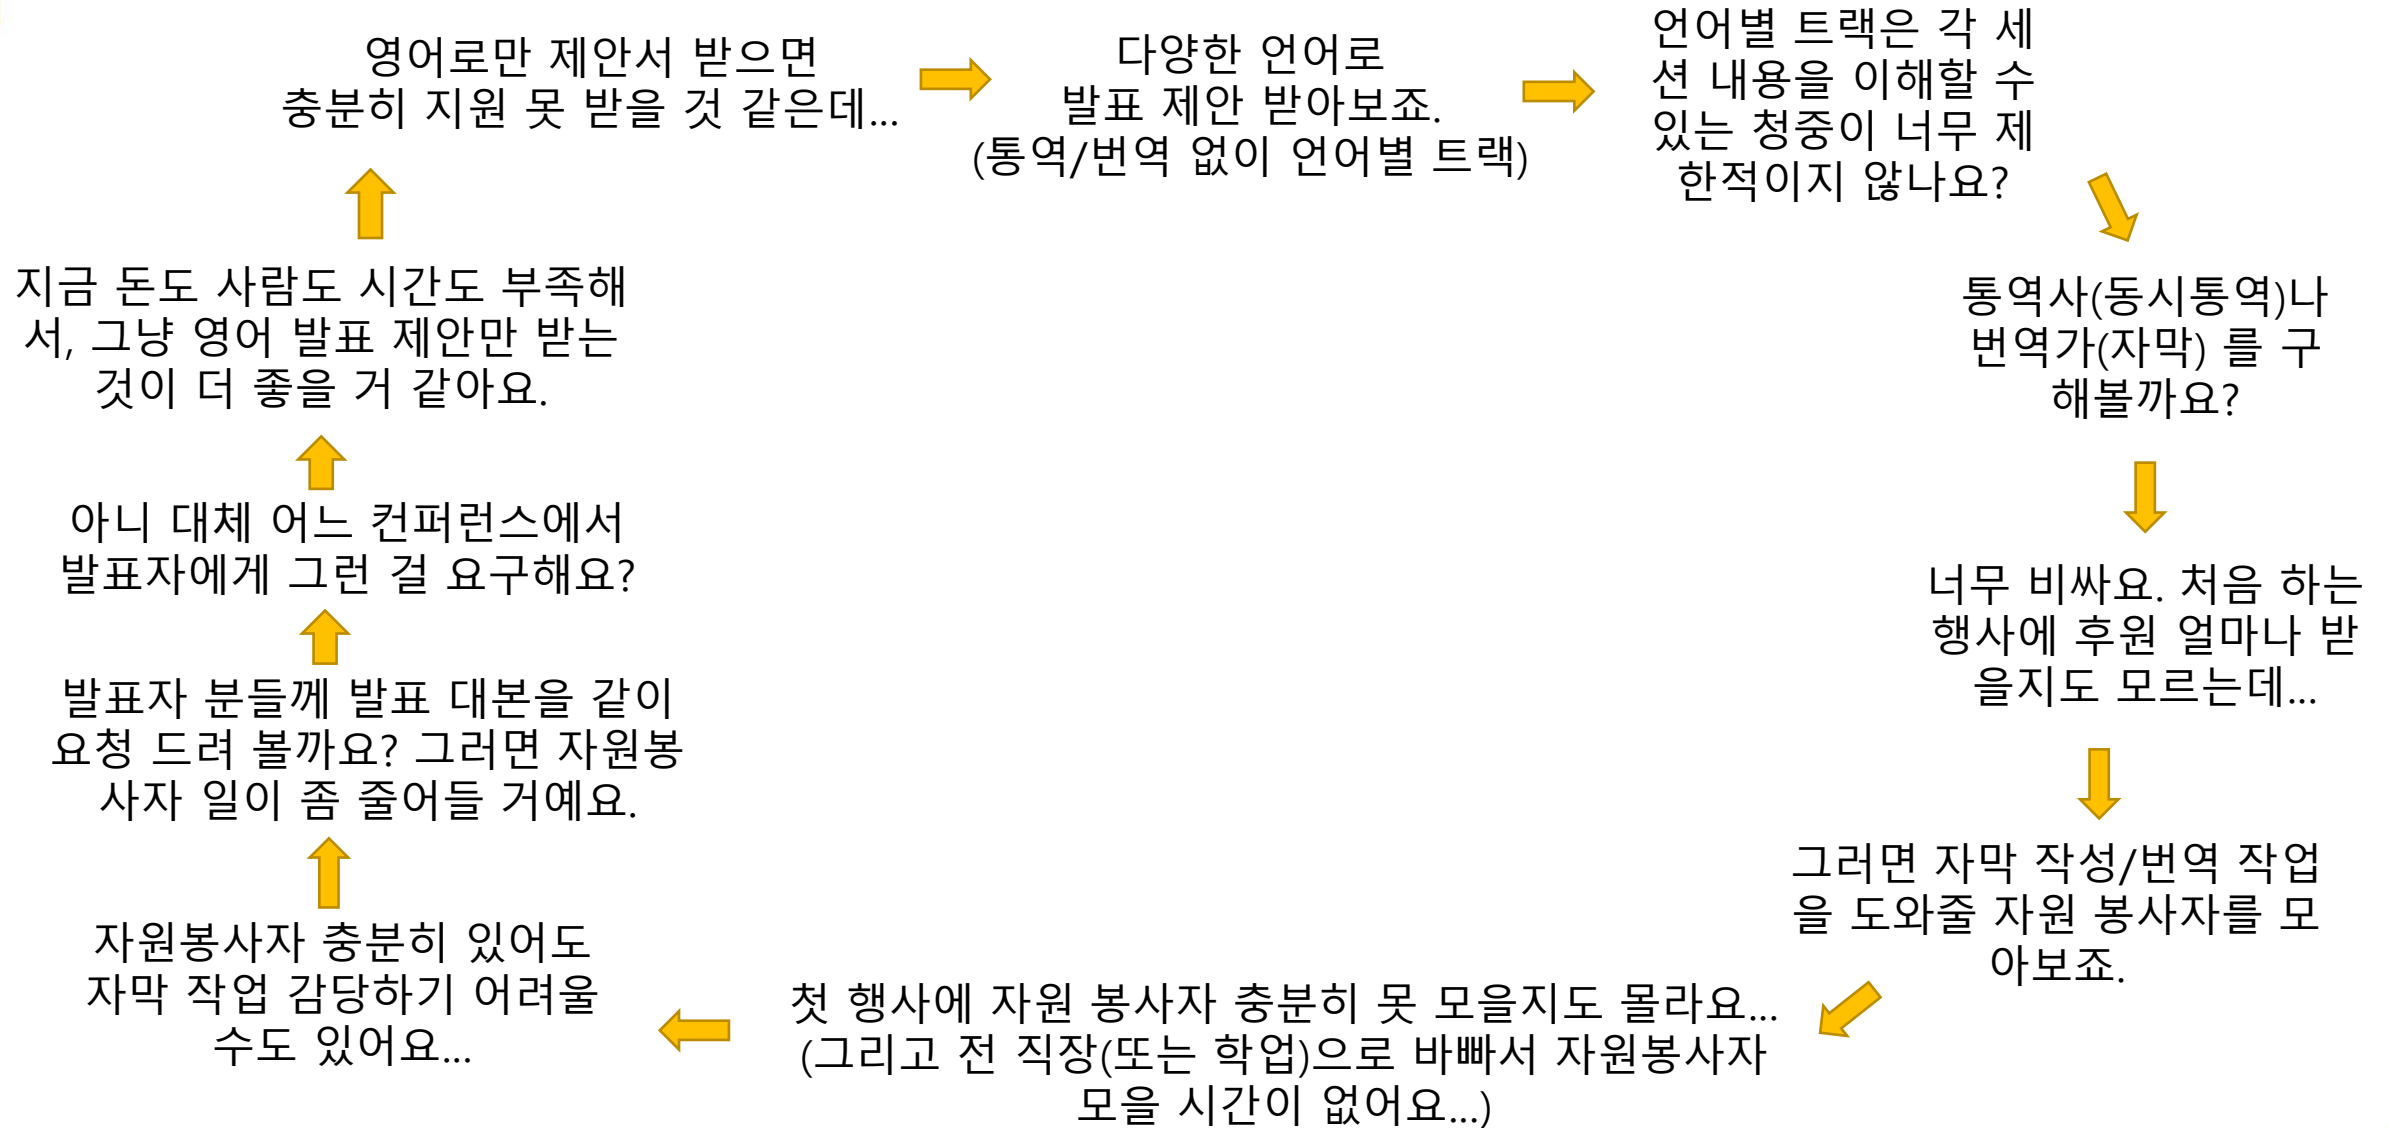 영어로만 제안서 받으면
충분히 지원 못 받을 것 같은데...
다양한 언어로
발표 제안 받아보죠.
(통역/번역 없이 언어별 트랙)
언어별 트랙은 각 세
션 내용을 이해할 수
있는 청중이 너무 제
한적이지 않나요?
통역사(동시통역)나
번역가(자막) 를 구
해볼까요?
너무 비싸요. 처음 하는
행사에 후원 얼마나 받
을지도 모르는데...
그러면 자막 작성/번역 작업
을 도와줄 자원 봉사자를 모
아보죠.
첫 행사에 자원 봉사자 충분히 못 모을지도 몰라요...
(그리고 전 직장(또는 학업)으로 바빠서 자원봉사자
모을 시간이 없어요...)
자원봉사자 충분히 있어도
자막 작업 감당하기 어려울
수도 있어요...
발표자 분들께 발표 대본을 같이
요청 드려 볼까요? 그러면 자원봉
사자 일이 좀 줄어들 거예요.
아니 대체 어느 컨퍼런스에서
발표자에게 그런 걸 요구해요?
지금 돈도 사람도 시간도 부족해
서, 그냥 영어 발표 제안만 받는
것이 더 좋을 거 같아요.